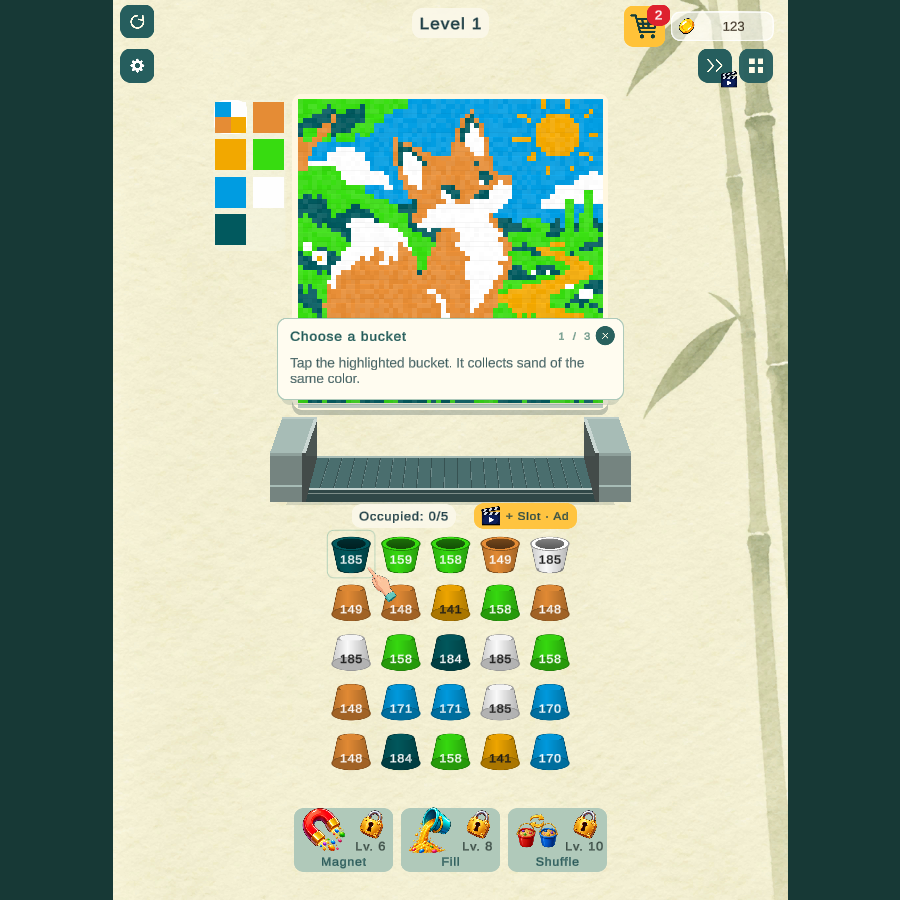 Level 1
2
123
Choose a bucket
1 / 3
Tap the highlighted bucket. It collects sand of the
same color.
Occupied: 0/5
+ Slot · Ad
185 159 158 149 185
149 148 141 158 148
185 158 184 185 158
148 171 171 185 170
148 184 158 141 170
Lv. 6
Magnet
Lv. 8
Fill
Lv. 10
Shuffle